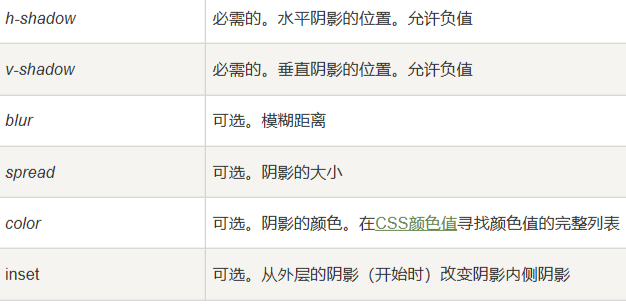 h-shadow 必需的。水平阴影的位置。允许负值
v-shadow 必需的。垂直阴影的位置。允许负值
blur 可选。模糊距离
spread 可选。阴影的大小
color 可选。阴影的颜色。在CSS颜色值寻找颜色值的完整列表
inset 可选。从外层的阴影（开始时）改变阴影内侧阴影